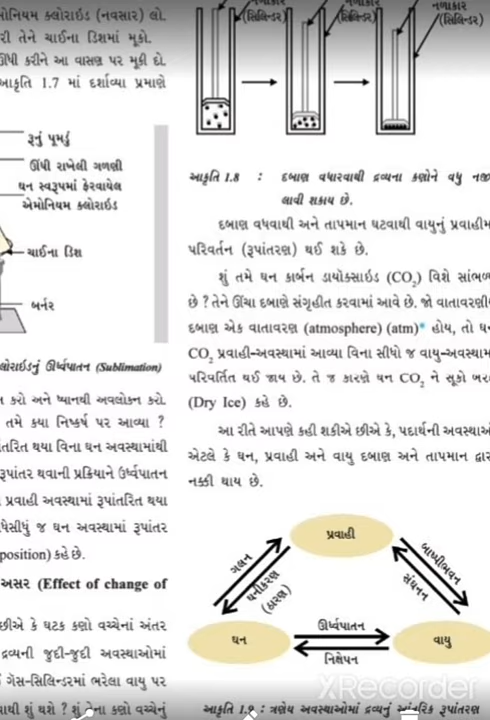 મોનિયમ ક્લોરાઇડ (નવસાર) લો.
રી તેને ચાઈના ડિશમાં મૂકો.
ઊંધી કરીને આ વાસણ પર મૂકી દો.
આકૃતિ 1.7 માં દર્શાવ્યા પ્રમાણે
રૂનું પૂમડું
ઊંધી રાખેલી ગળણી
ઘન સ્વરૂપમાં ફેરવાયેલ
એમોનિયમ ક્લોરાઇડ
ચાઈના ડિશ
બર્નર
લોરાઇડનું ઊર્ધ્વપાતન (Sublimation)
કરો અને ધ્યાનથી અવલોકન કરો.
તમે કયા નિષ્કર્ષ પર આવ્યા ?
તરિત થયા વિના ઘન અવસ્થામાંથી
રૂપાંતર થવાની પ્રક્રિયાને ઉર્ધ્વપાતન
પ્રવાહી અવસ્થામાં રૂપાંતરિત થયા
ધેસીધું જ ઘન અવસ્થામાં રૂપાંતર
position) કહે છે.
અસર (Effect of change of
છીએ કે ઘટક કણો વચ્ચેનાં અંતર
દ્રવ્યની જુદી-જુદી અવસ્થાઓમાં
ગૅસ-સિલિન્ડરમાં ભરેલા વાયુ પર
વાથી શું થશે ? શું તેના કણો વચ્ચેનું
નળાકાર
(સિલિન્ડર)
નળાકાર
(સિલિન્ડર)
નળાકાર
(સિલિન્ડર)
આકૃતિ 1.8 : દબાણ વધારવાથી દ્રવ્યના કણોને વધુ નજી
લાવી શકાય છે.
દબાણ વધવાથી અને તાપમાન ઘટવાથી વાયુનું પ્રવાહીમ
પરિવર્તન (રૂપાંતરણ) થઈ શકે છે.
શું તમે ઘન કાર્બન ડાયૉક્સાઇડ (CO₂) વિશે સાંભળ
છે ? તેને ઊંચા દબાણે સંગૃહીત કરવામાં આવે છે. જો વાતાવરણી
દબાણ એક વાતાવરણ (atmosphere) (atm)* હોય, તો ઘ
CO₂ પ્રવાહી-અવસ્થામાં આવ્યા વિના સીધો જ વાયુ-અવસ્થામ
પરિવર્તિત થઈ જાય છે. તે જ કારણે ઘન CO₂ ને સૂકો બર
(Dry Ice) કહે છે.
આ રીતે આપણે કહી શકીએ છીએ કે, પદાર્થની અવસ્થાઓ
એટલે કે ઘન, પ્રવાહી અને વાયુ દબાણ અને તાપમાન દ્વાર
નક્કી થાય છે.
પ્રવાહી
ગલન
ઘનીકરણ
(ઠારણ)
બાષ્પીભવન
સંઘનન
ઘન
ઊર્ધ્વપાતન
નિક્ષેપન
વાયુ
XRecorder
આકૃતિ 1.9 : ત્રણેય અવસ્થાઓમાં દ્રવ્યનું આંતરિક રૂપાંતરણ